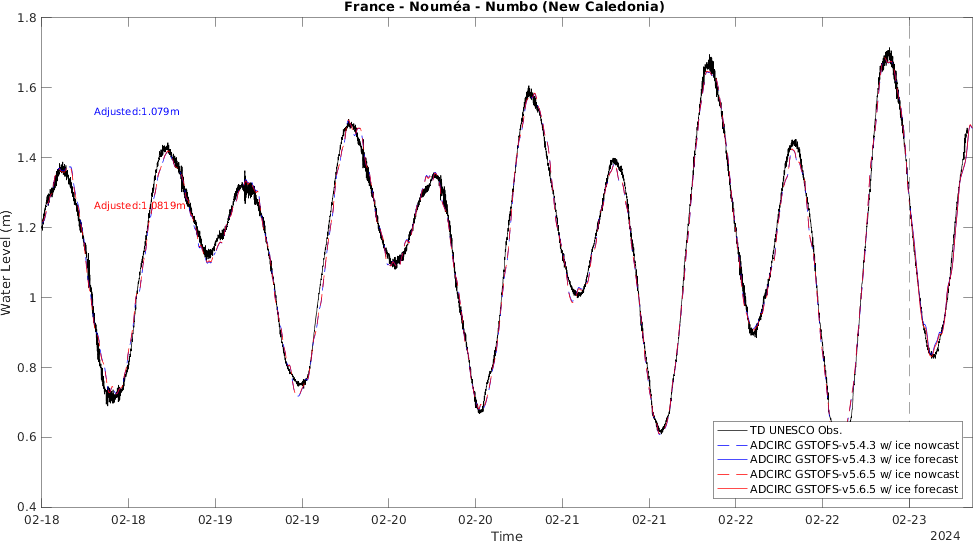 France - Nouméa - Numbo (New Caledonia)
1.8
1.6
1.4
1.2
1
0.8
0.6
0.4
Water Level (m)
Adjusted:1.079m
Adjusted:1.0819m
TD UNESCO Obs.
ADCIRC GSTOFS-v5.4.3 w/ ice nowcast
ADCIRC GSTOFS-v5.4.3 w/ ice forecast
ADCIRC GSTOFS-v5.6.5 w/ ice nowcast
ADCIRC GSTOFS-v5.6.5 w/ ice forecast
02-18 02-18 02-19 02-19 02-20 02-20 02-21 02-21 02-22 02-22 02-23
Time
2024